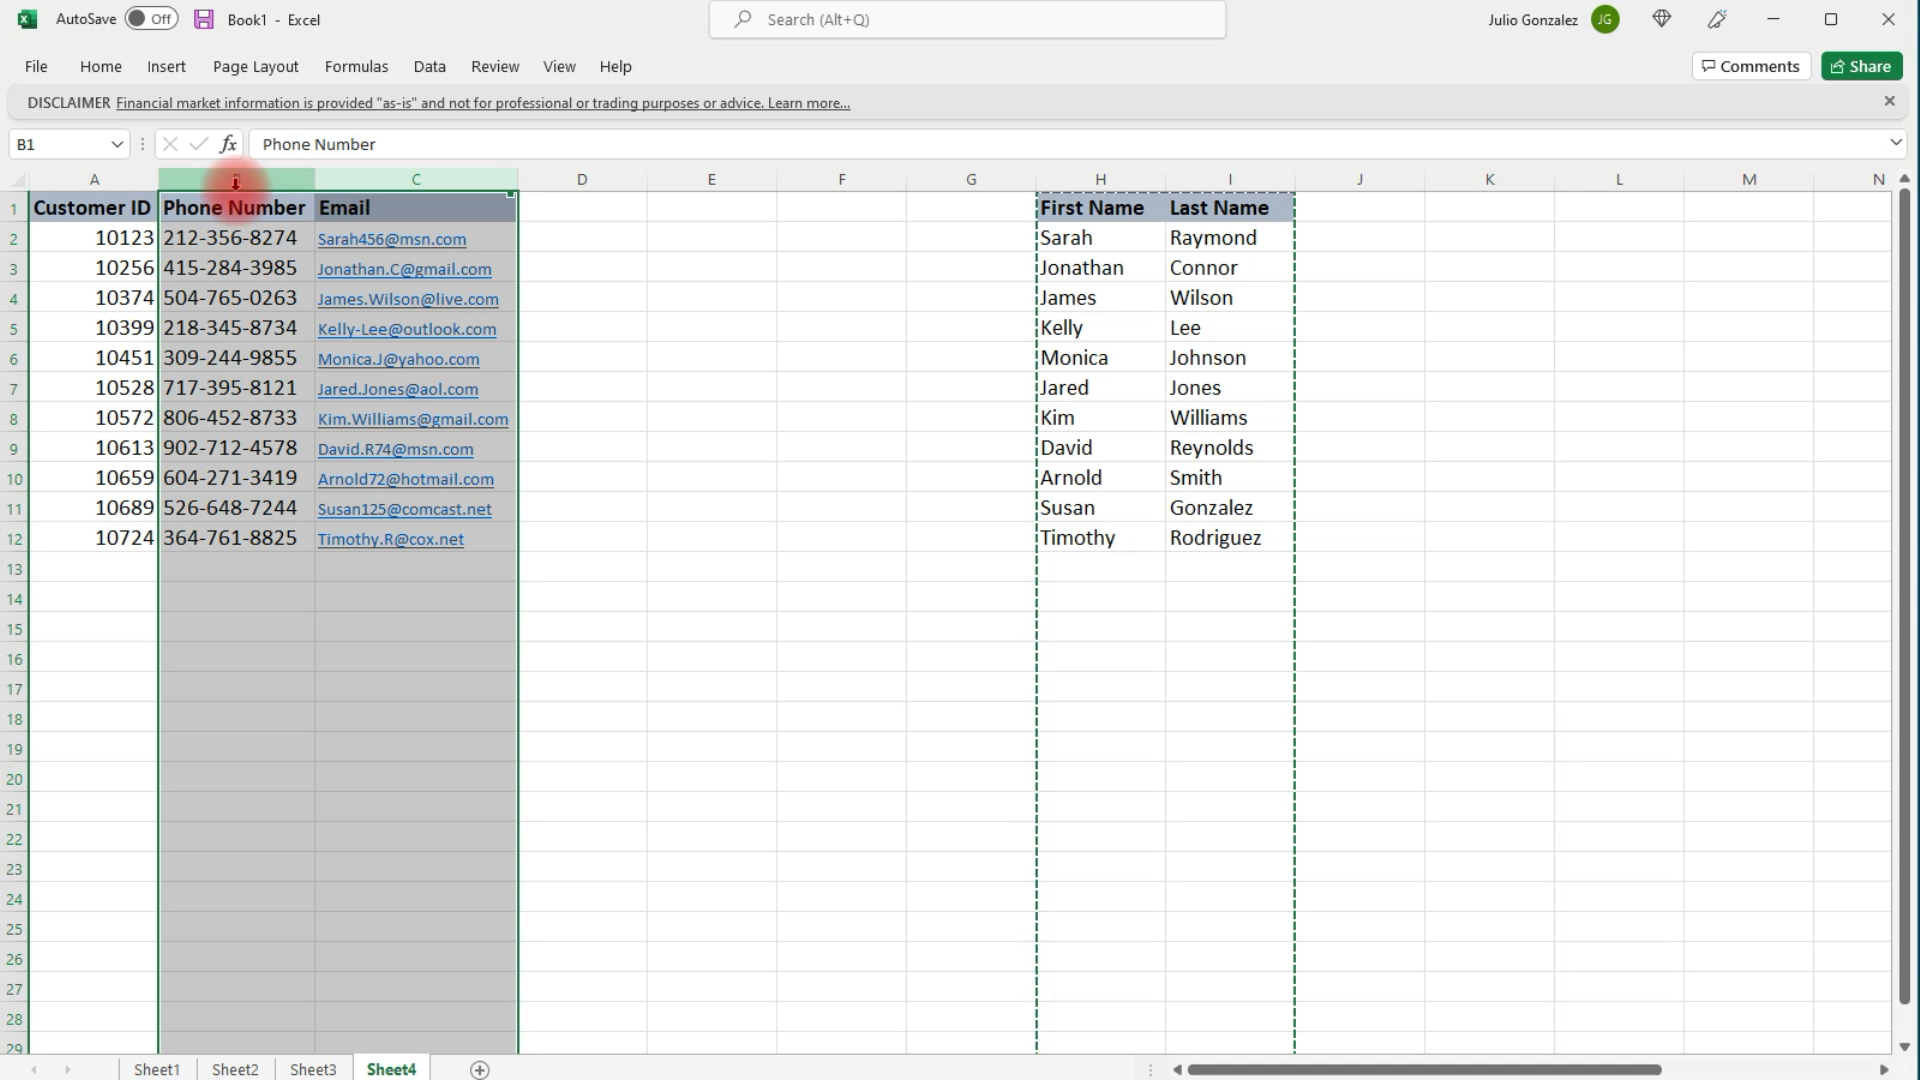 AutoSave Off Book1 - Excel Search (Alt+Q) Julio Gonzalez JG
File Home Insert Page Layout Formulas Data Review View Help Comments Share
DISCLAIMER Financial market information is provided "as-is" and not for professional or trading purposes or advice. Learn more...
B1 fx Phone Number
A C D E F G H I J K L M N
1 Customer ID Phone Number Email First Name Last Name
2 10123 212-356-8274 Sarah456@msn.com Sarah Raymond
3 10256 415-284-3985 Jonathan.C@gmail.com Jonathan Connor
4 10374 504-765-0263 James.Wilson@live.com James Wilson
5 10399 218-345-8734 Kelly-Lee@outlook.com Kelly Lee
6 10451 309-244-9855 Monica.J@yahoo.com Monica Johnson
7 10528 717-395-8121 Jared.Jones@aol.com Jared Jones
8 10572 806-452-8733 Kim.Williams@gmail.com Kim Williams
9 10613 902-712-4578 David.R74@msn.com David Reynolds
10 10659 604-271-3419 Arnold72@hotmail.com Arnold Smith
11 10689 526-648-7244 Susan125@comcast.net Susan Gonzalez
12 10724 364-761-8825 Timothy.R@cox.net Timothy Rodriguez
13
14
15
16
17
18
19
20
21
22
23
24
25
26
27
28
29
Sheet1 Sheet2 Sheet3 Sheet4